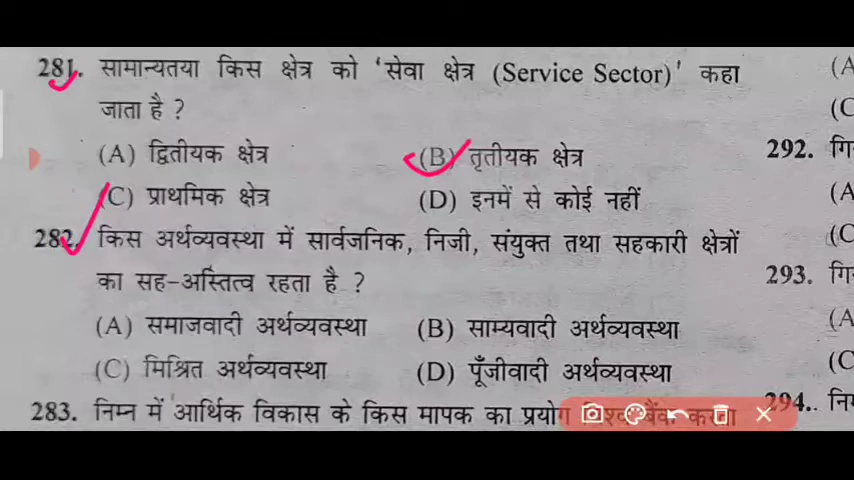 281. सामान्यतया किस क्षेत्र को 'सेवा क्षेत्र (Service Sector)' कहा
जाता है ?
(A) द्वितीयक क्षेत्र (B) तृतीयक क्षेत्र
(C) प्राथमिक क्षेत्र (D) इनमें से कोई नहीं
282. किस अर्थव्यवस्था में सार्वजनिक, निजी, संयुक्त तथा सहकारी क्षेत्रों
का सह-अस्तित्व रहता है ?
(A) समाजवादी अर्थव्यवस्था (B) साम्यवादी अर्थव्यवस्था
(C) मिश्रित अर्थव्यवस्था (D) पूँजीवादी अर्थव्यवस्था
283. निम्न में आर्थिक विकास के किस मापक का प्रयोग बैंक करता
(A
(C
292.
(A
(C
293.
(A
(C
294..